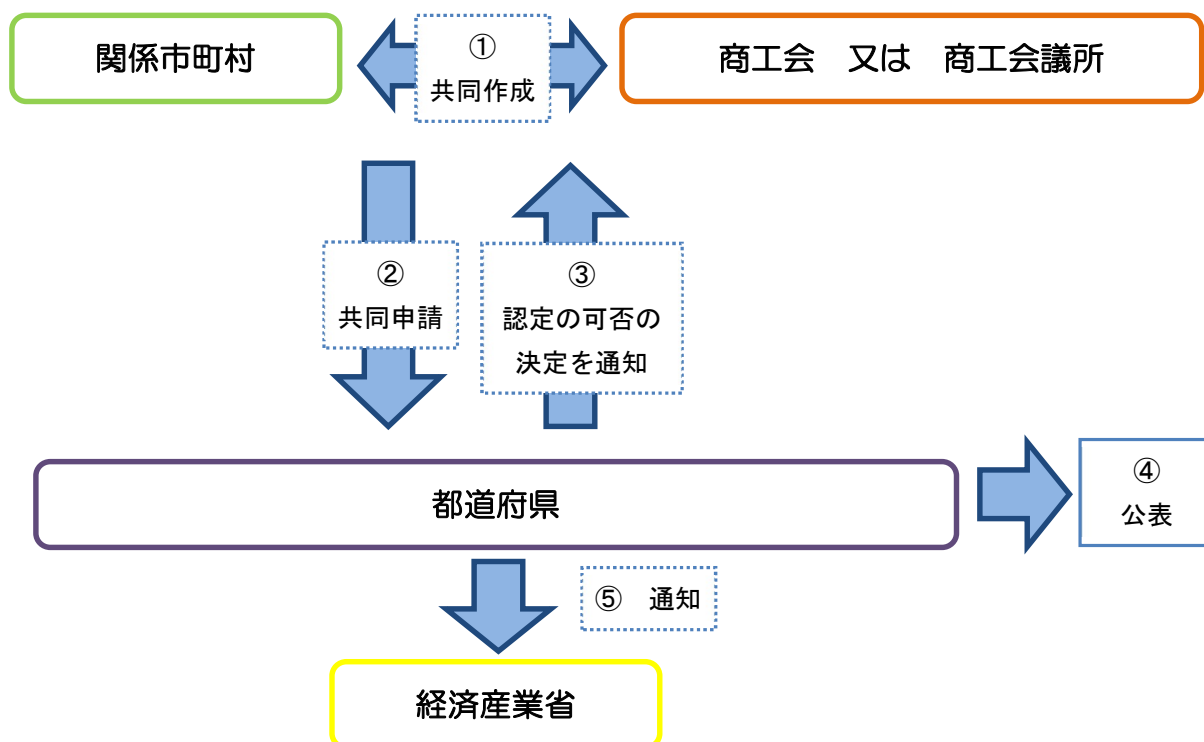 関係市町村
①
共同作成
商工会　又は　商工会議所
②
共同申請
③
認定の可否の
決定を通知
都道府県
④
公表
⑤　通知
経済産業省